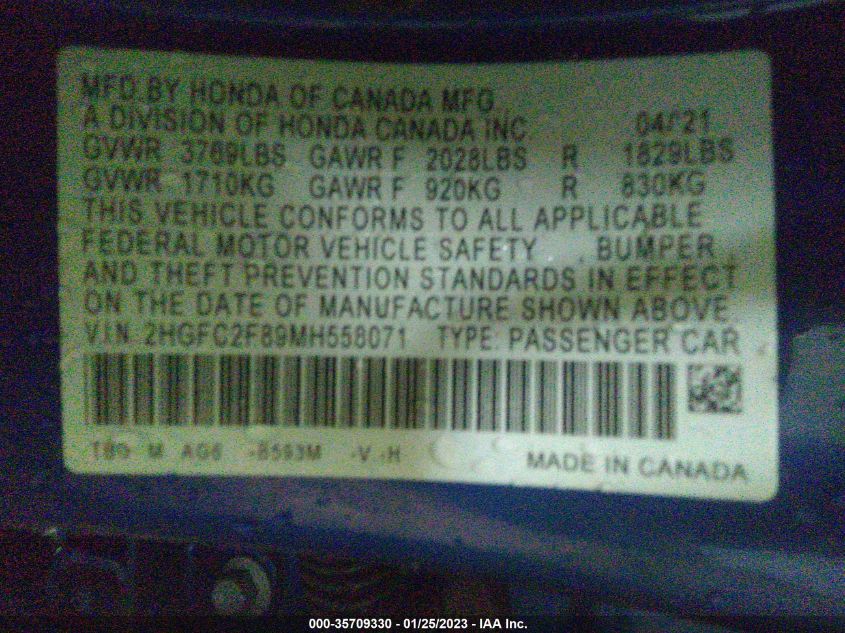 MFD. BY HONDA OF CANADA MFG.
A DIVISION OF HONDA CANADA INC. 04/'21
GVWR 3769LBS GAWR F 2028LBS R 1829LBS
GVWR 1710KG GAWR F 920KG R 830KG
THIS VEHICLE CONFORMS TO ALL APPLICABLE
FEDERAL MOTOR VEHICLE SAFETY, BUMPER,
AND THEFT PREVENTION STANDARDS IN EFFECT
ON THE DATE OF MANUFACTURE SHOWN ABOVE.
V.I.N. 2HGFC2F89MH558071 TYPE: PASSENGER CAR
M AG6 -B593M -V -H MADE IN CANADA
000-35709330 - 01/25/2023 - IAA Inc.